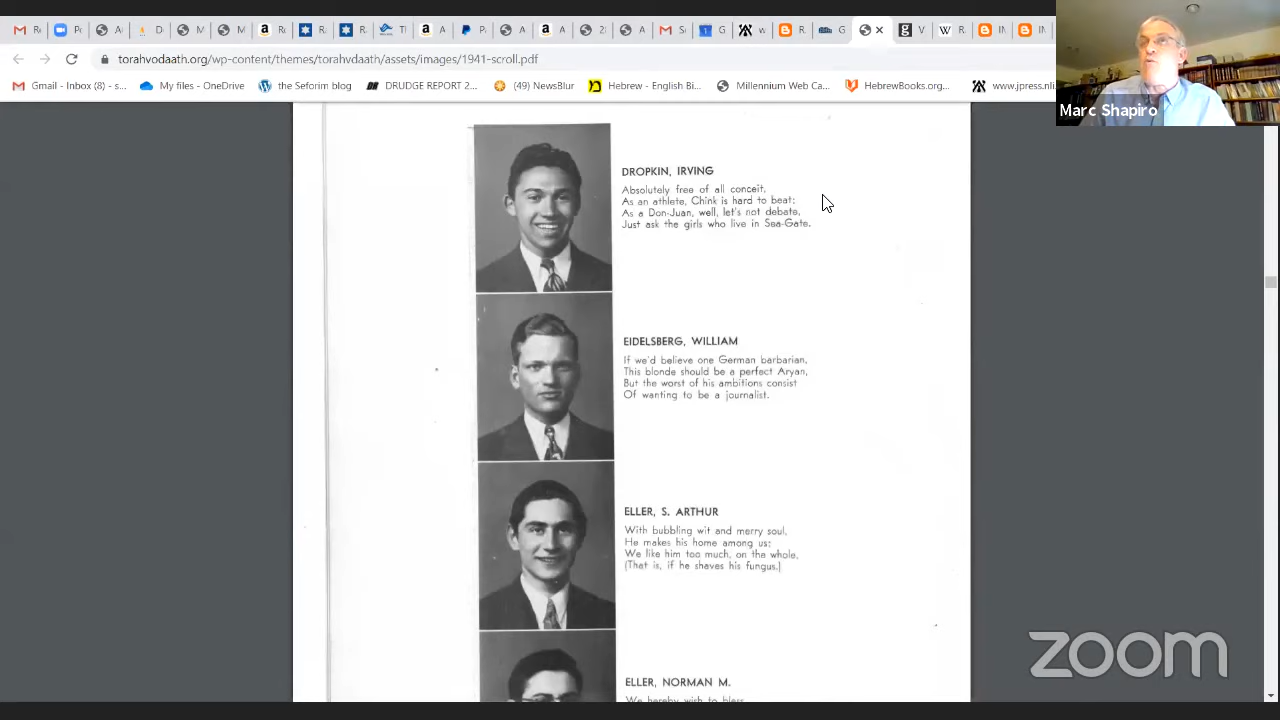 torahvodaath.org/wp-content/themes/torahvdaath/assets/images/1941-scroll.pdf
Gmail - Inbox (8) - s...
My files - OneDrive
the Seforim blog
DRUDGE REPORT 2...
(49) NewsBlur
Hebrew - English Bi...
Millennium Web Ca...
HebrewBooks.org...
www.jpress.nli
Marc Shapiro
DROPKIN, IRVING
Absolutely free of all conceit,
As an athlete, Chink is hard to beat;
As a Don-Juan, well, let's not debate,
Just ask the girls who live in Sea-Gate.
EIDELSBERG, WILLIAM
If we'd believe one German barbarian,
This blonde should be a perfect Aryan,
But the worst of his ambitions consist
Of wanting to be a journalist.
ELLER, S. ARTHUR
With bubbling wit and merry soul,
He makes his home among us;
We like him too much, on the whole,
(That is, if he shaves his fungus.)
ELLER, NORMAN M.
We hereby wish to bless
zoom